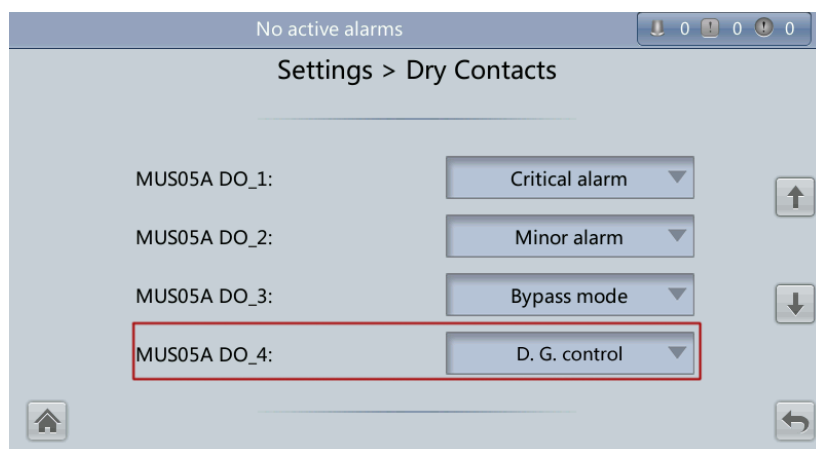 No active alarms 0 0 0
Settings > Dry Contacts
MUS05A DO_1: Critical alarm
MUS05A DO_2: Minor alarm
MUS05A DO_3: Bypass mode
MUS05A DO_4: D. G. control